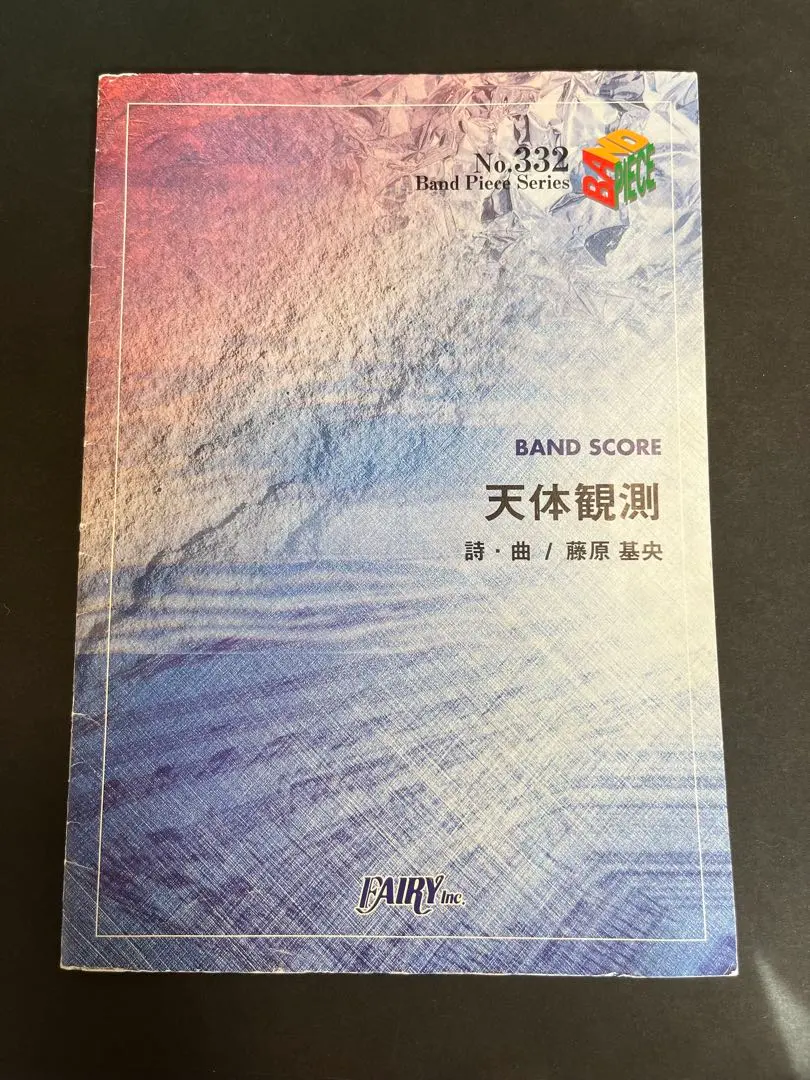 No.332
Band Piece Series
BAND PIECE
BAND SCORE
天体観測
詩・曲 / 藤原 基央
FAIRY Inc.